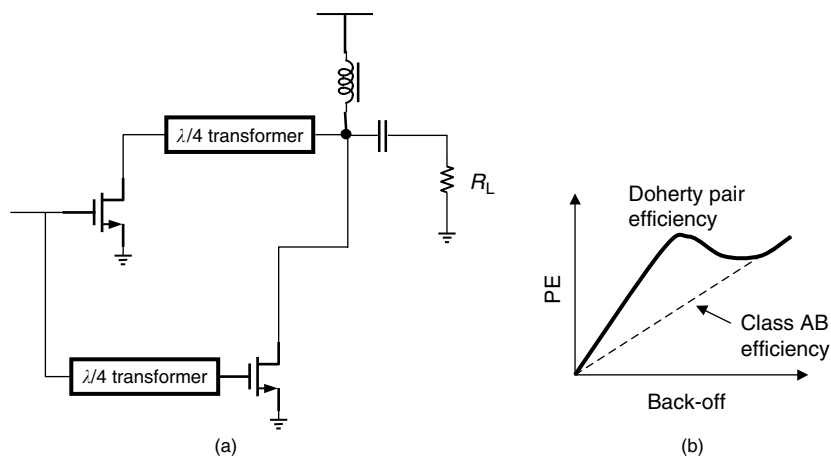 λ/4 transformer
R_L
λ/4 transformer
(a)
Doherty pair
efficiency
PE
Class AB
efficiency
Back-off
(b)